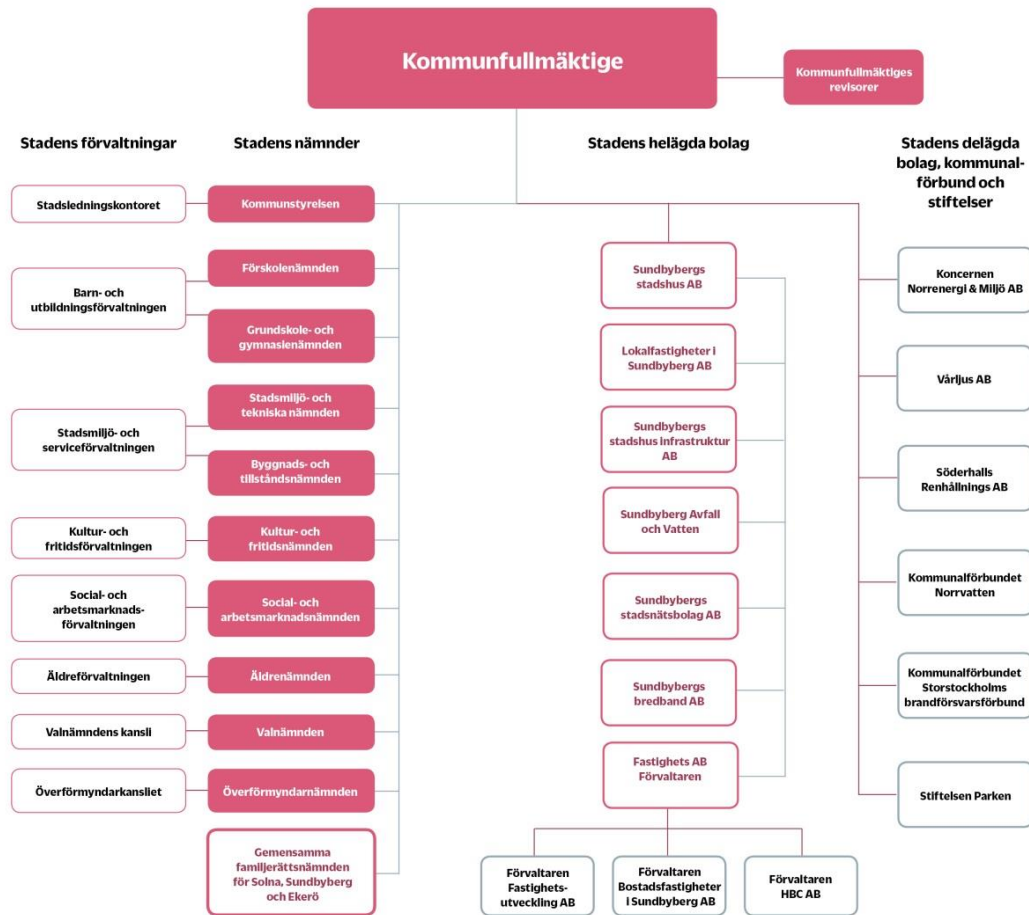 Kommunfullmäktige
Kommunfullmäktiges
revisorer
Stadens förvaltningar
Stadens nämnder
Stadens helägda bolag
Stadens delägda
bolag, kommunal-
förbund och
stiftelser
Stadsledningskontoret
Barn- och
utbildningsförvaltningen
Stadsmiljö- och
serviceförvaltningen
Kultur- och
fritidsförvaltningen
Social- och
arbetsmarknads-
förvaltningen
Äldreförvaltningen
Valnämndens kansli
Överförmyndarkansliet
Kommunstyrelsen
Förskolenämnden
Grundskole- och
gymnasienämnden
Stadsmiljö- och
tekniska nämnden
Byggnads- och
tillståndsnämnden
Kultur- och
fritidsnämnden
Social- och
arbetsmarknadsnämnden
Äldrenämnden
Valnämnden
Överförmyndarnämnden
Gemensamma
familjerättsnämnden
för Solna, Sundbyberg
och Ekerö
Sundbybergs
stadshus AB
Lokalfastigheter i
Sundbyberg AB
Sundbybergs
stadshus infrastruktur
AB
Sundbyberg Avfall
och Vatten
Sundbybergs
stadsnätsbolag AB
Sundbybergs
bredband AB
Fastighets AB
Förvaltaren
Förvaltaren
Fastighets-
utveckling AB
Förvaltaren
Bostadsfastigheter
i Sundbyberg AB
Förvaltaren
HBC AB
Koncernen
Norrenergi & Miljö AB
Vårljus AB
Söderhalls
Renhållnings AB
Kommunalförbundet
Norrvatten
Kommunalförbundet
Storstockholms
brandförsvarsförbund
Stiftelsen Parken